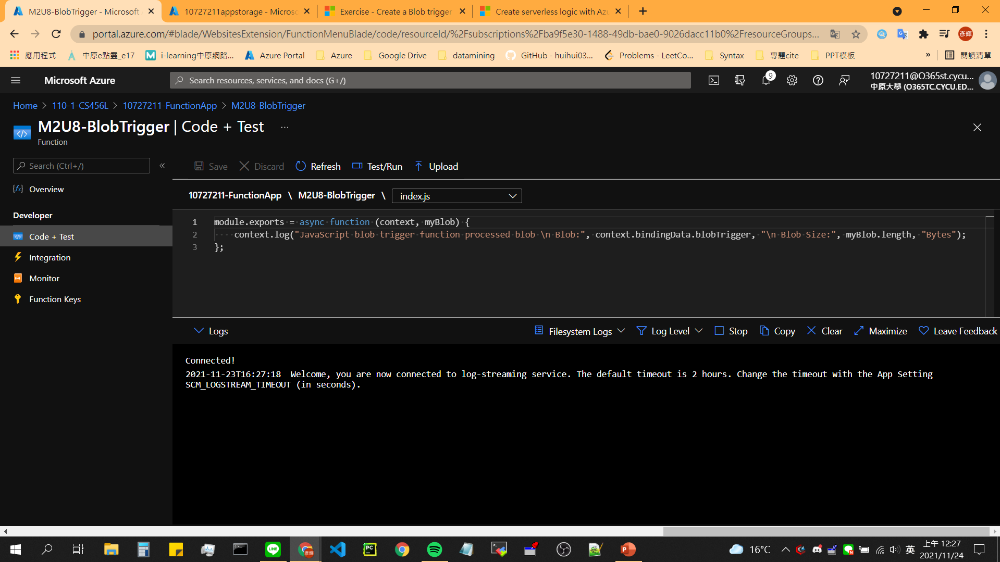 M2U8-BlobTrigger - Microsoft
10727211appstorage - Microsoft
Exercise - Create a Blob trigger
Create serverless logic with Azu
portal.azure.com/#blade/WebsitesExtension/FunctionMenuBlade/code/resourceId/%2Fsubscriptions%2Fba9f5e30-1488-49db-bae0-9026dacc11b0%2FresourceGroups...
彥輝
應用程式
中原e點靈_e17
i-learning中原網路...
Azure Portal
Azure
Google Drive
datamining
GitHub - huihui03...
Problems - LeetCo...
Syntax
專題cite
PPT模板
»
閱讀清單
Microsoft Azure
Search resources, services, and docs (G+/)
9
10727211@O365st.cycu...
中原大學 (O365TC.CYCU.ED...
Home > 110-1-CS456L > 10727211-FunctionApp > M2U8-BlobTrigger
M2U8-BlobTrigger | Code + Test ...
Function
Search (Ctrl+/)
«
Save
Discard
Refresh
Test/Run
Upload
Overview
Developer
Code + Test
Integration
Monitor
Function Keys
10727211-FunctionApp \ M2U8-BlobTrigger \ index.js
1 module.exports = async function (context, myBlob) {
2 context.log("JavaScript blob trigger function processed blob \n Blob:", context.bindingData.blobTrigger, "\n Blob Size:", myBlob.length, "Bytes");
3 };
Logs
Filesystem Logs
Log Level
Stop
Copy
Clear
Maximize
Leave Feedback
Connected!
2021-11-23T16:27:18 Welcome, you are now connected to log-streaming service. The default timeout is 2 hours. Change the timeout with the App Setting
SCM_LOGSTREAM_TIMEOUT (in seconds).
LINE
PC
16°C
英
上午 12:27
2021/11/24